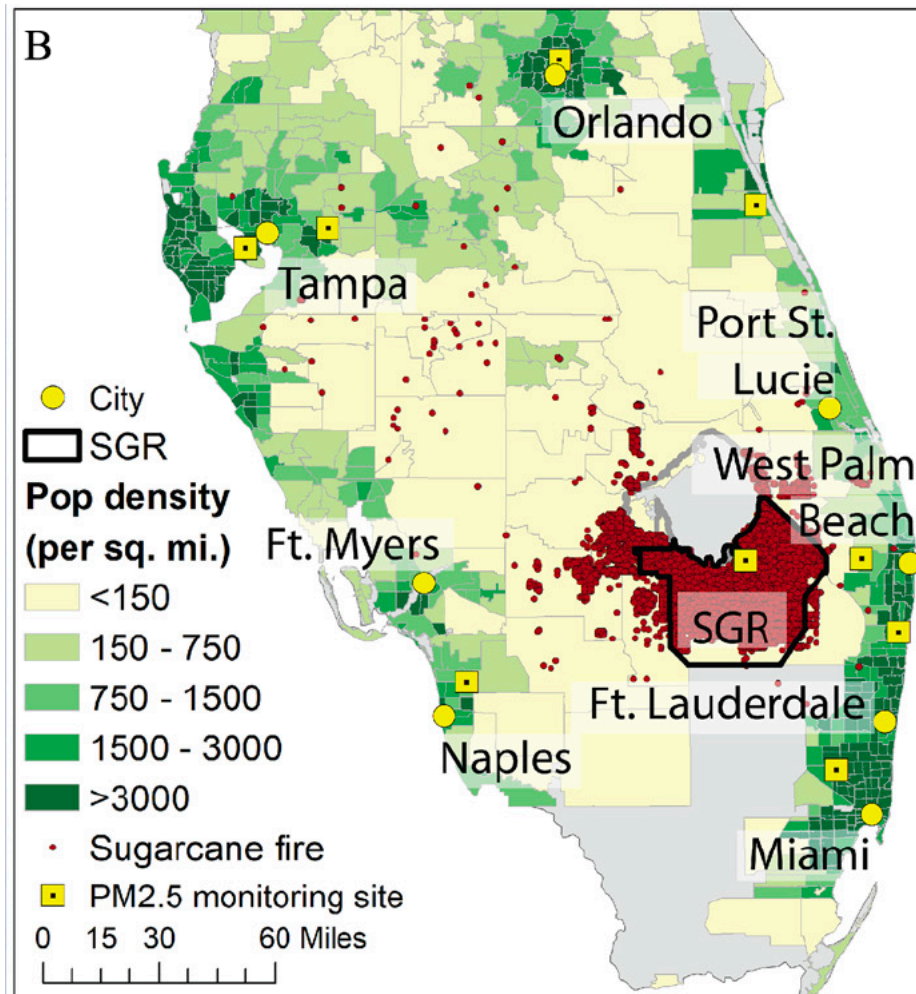 B
Orlando
Tampa
Port St.
Lucie
City
SGR
West Palm
Beach
Pop density
(per sq. mi.)
Ft. Myers
<150
150 - 750
SGR
750 - 1500
Ft. Lauderdale
1500 - 3000
Naples
>3000
Sugarcane fire
Miami
PM2.5 monitoring site
0 15 30 60 Miles